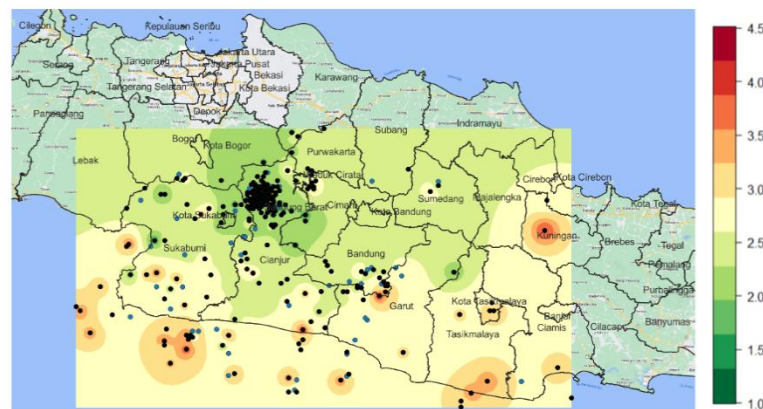 Kepulauan Seribu
Cilegon
Jakarta Utara
Serang
Tangerang
Jakarta Pusat
Bekasi
Karawang
Tangerang Selatan
Kota Bekasi
Pandeglang
Depok
Subang
Indramayu
Bogor
Kota Bogor
Lebak
Purwakarta
Cirata
Cirebon
Kota Cirebon
Kota Sukabumi
Barat
Cimahi
Sumedang
Majalengka
Kota Bandung
Kota Tegal
Kuningan
Brebes
Tegal
Sukabumi
Cianjur
Bandung
Pemalang
Purbalingga
Garut
Kota Tasikmalaya
Banjar
Banyumas
Tasikmalaya
Ciamis
Cilacap
4.5
4.0
3.5
3.0
2.5
2.0
1.5
1.0